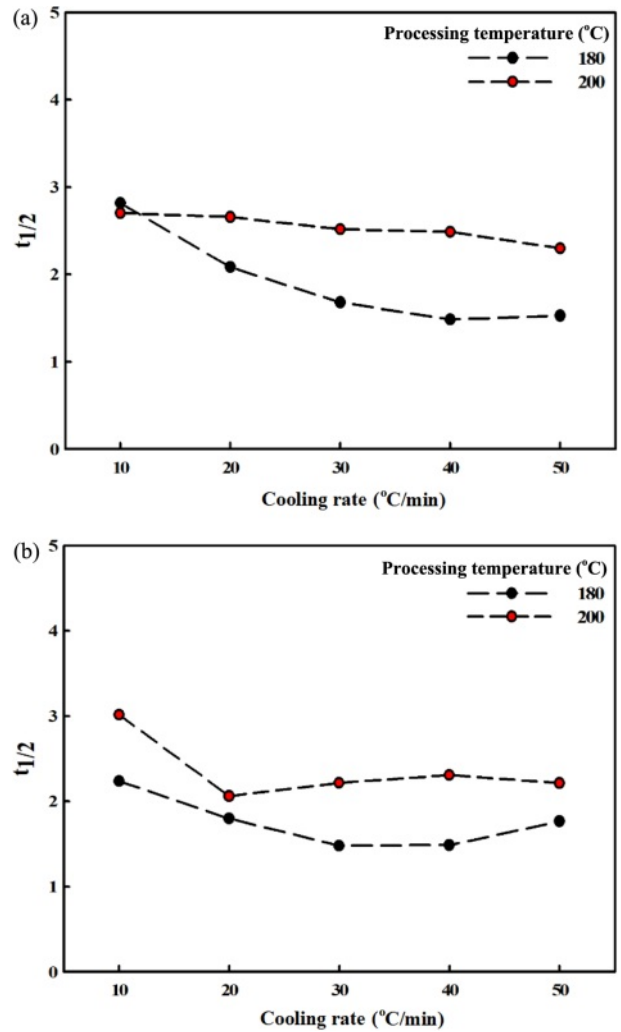 (a)
Processing temperature (°C)
180
200
5
4
3
2
1
0
t1/2
10 20 30 40 50
Cooling rate (°C/min)
(b)
Processing temperature (°C)
180
200
5
4
3
2
1
0
t1/2
10 20 30 40 50
Cooling rate (°C/min)